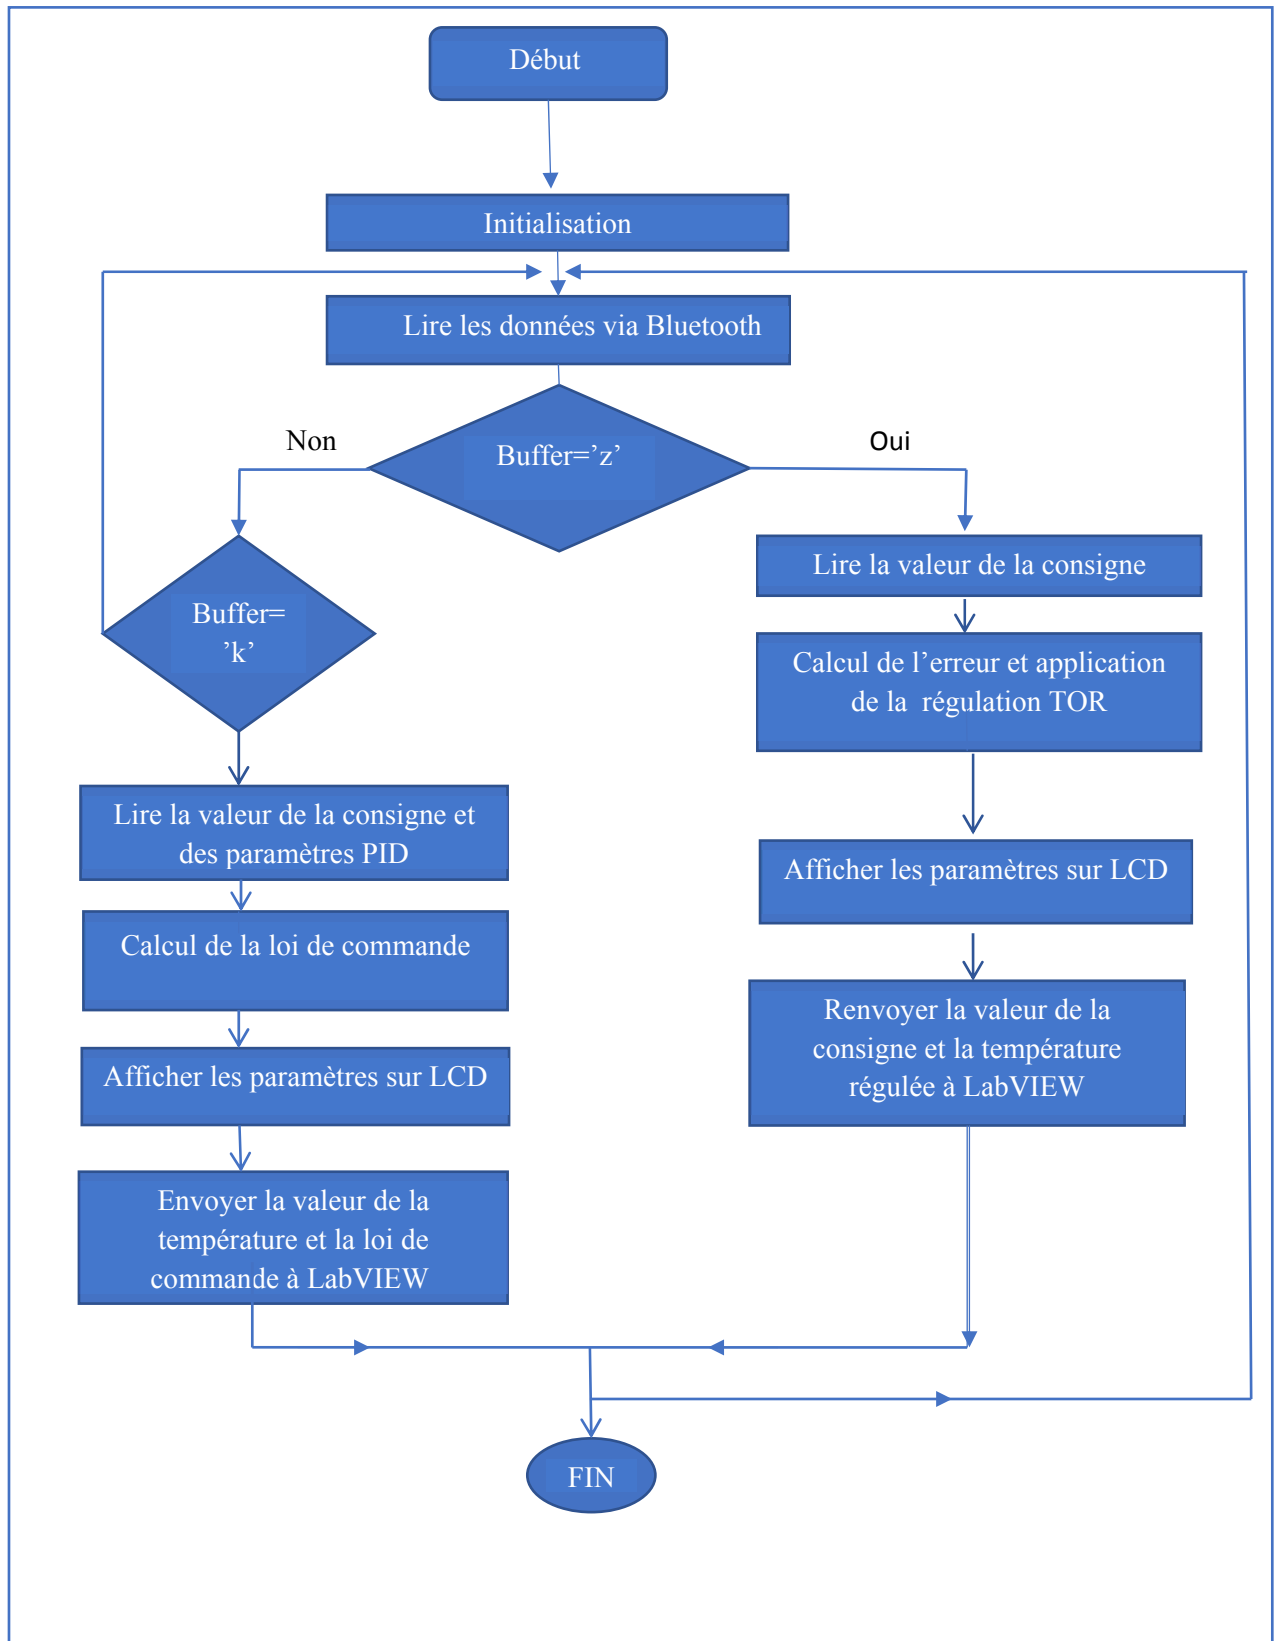 Début
Initialisation
Lire les données via Bluetooth
Non
Buffer=’z’
Oui
Lire la valeur de la consigne
Buffer=
’k’
Calcul de l’erreur et application
de la régulation TOR
Lire la valeur de la consigne et
des paramètres PID
Afficher les paramètres sur LCD
Calcul de la loi de commande
Renvoyer la valeur de la
consigne et la température
régulée à LabVIEW
Afficher les paramètres sur LCD
Envoyer la valeur de la
température et la loi de
commande à LabVIEW
FIN